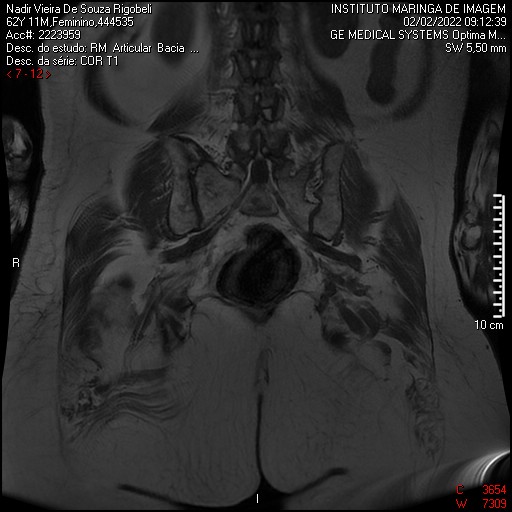 Nadir Vieira De Souza Rigobeli
62Y 11M,Feminino,444535
Acc#: 2223959
Desc. do estudo: RM Articular Bacia ...
Desc. da série: COR T1
< 7 - 12 >
INSTITUTO MARINGA DE IMAGEM
02/02/2022 09:12:39
GE MEDICAL SYSTEMS Optima M...
SW 5,50 mm
R
10 cm
I
C 3654
W 7309